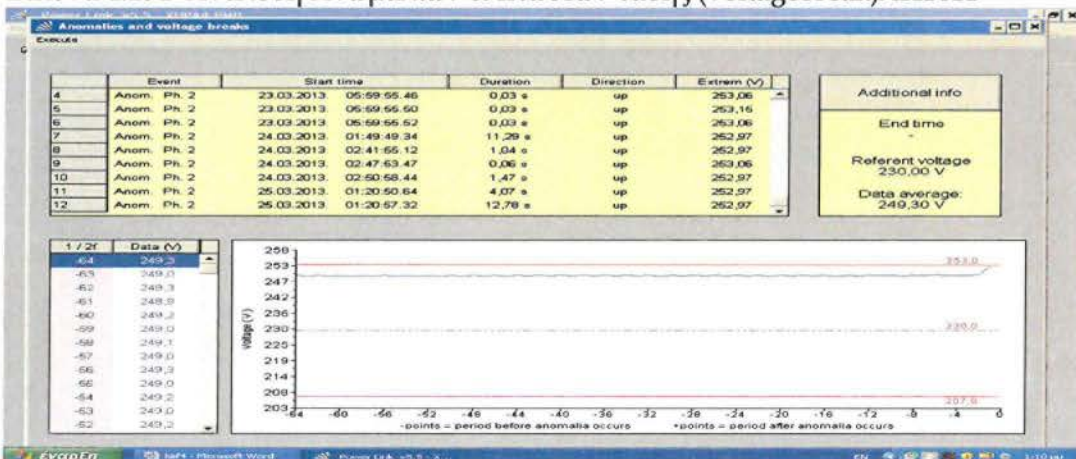 Anomalies and voltage breaks
Execute
Event Start time Duration Direction Extrem (V)
4 Anom. Ph. 2 23.03.2013. 05:59:55.46 0,03 s up 253,06
5 Anom. Ph. 2 23.03.2013. 05:59:55.50 0,03 s up 253,15
6 Anom. Ph. 2 23.03.2013. 05:59:55.52 0,03 s up 253,06
7 Anom. Ph. 2 24.03.2013. 01:49:49.34 11,29 s up 252,97
8 Anom. Ph. 2 24.03.2013. 02:41:55.12 1,04 s up 252,97
9 Anom. Ph. 2 24.03.2013. 02:47:53.47 0,06 s up 253,06
10 Anom. Ph. 2 24.03.2013. 02:50:58.44 1,47 s up 252,97
11 Anom. Ph. 2 25.03.2013. 01:20:50.64 4,07 s up 252,97
12 Anom. Ph. 2 25.03.2013. 01:20:57.32 12,78 s up 252,97
Additional info
End time
-
Referent voltage
230,00 V
Data average:
249,30 V
1 / 2f Data (V)
-64 249,3
-63 249,0
-62 249,3
-61 248,9
-60 249,2
-59 249,0
-58 249,1
-57 249,0
-56 249,3
-55 249,0
-54 249,2
-53 249,0
-52 249,2
voltage (V)
258
253
247
242
236
230
225
219
214
208
203
253,0
230,0
207,0
-64 -60 -56 -52 -48 -44 -40 -36 -32 -28 -24 -20 -16 -12 -8 -4 0
-points = period before anomalia occurs +points = period after anomalia occurs
έναρξη
Microsoft Word
EN